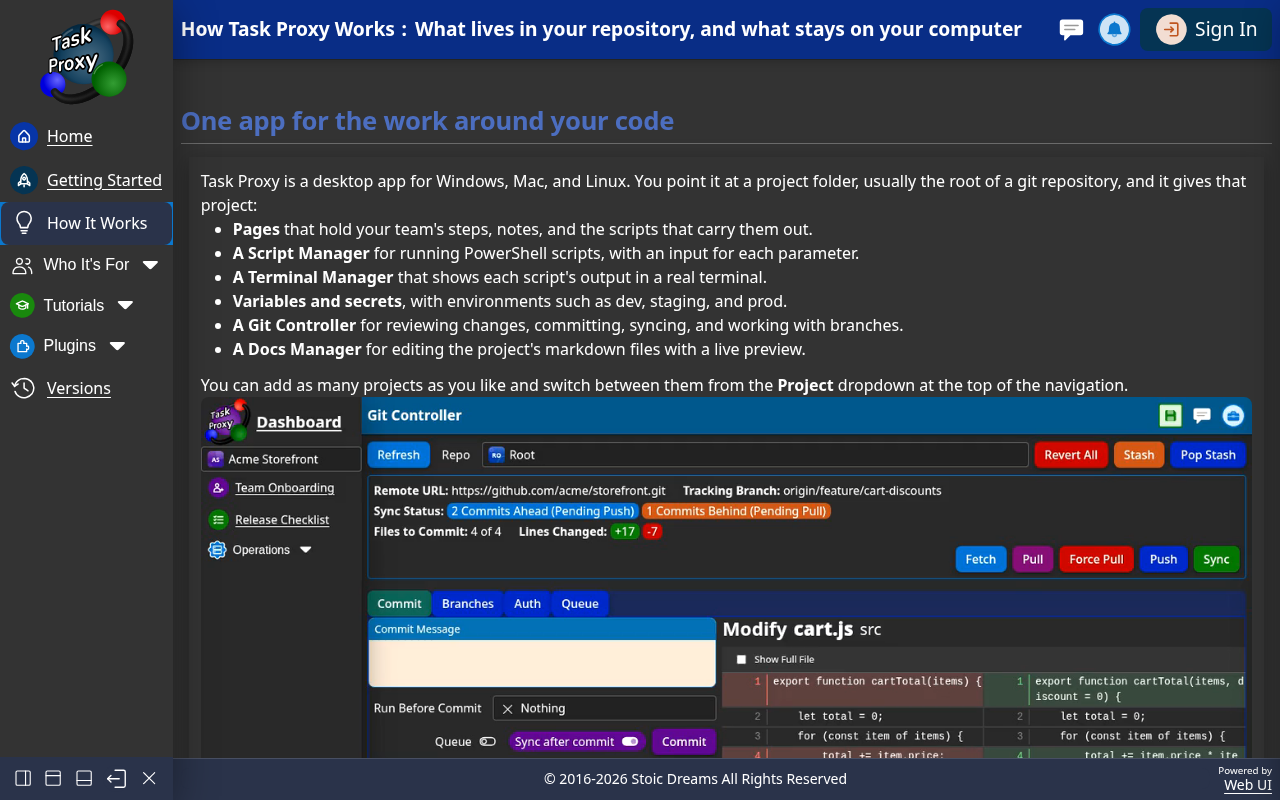 Task Proxy
Home
Getting Started
How It Works
Who It's For
Tutorials
Plugins
Versions
How Task Proxy Works : What lives in your repository, and what stays on your computer
Sign In
One app for the work around your code
Task Proxy is a desktop app for Windows, Mac, and Linux. You point it at a project folder, usually the root of a git repository, and it gives that
project:
Pages that hold your team's steps, notes, and the scripts that carry them out.
A Script Manager for running PowerShell scripts, with an input for each parameter.
A Terminal Manager that shows each script's output in a real terminal.
Variables and secrets, with environments such as dev, staging, and prod.
A Git Controller for reviewing changes, committing, syncing, and working with branches.
A Docs Manager for editing the project's markdown files with a live preview.
You can add as many projects as you like and switch between them from the Project dropdown at the top of the navigation.
Task Proxy
Dashboard
AS Acme Storefront
Team Onboarding
Release Checklist
Operations
Git Controller
Refresh Repo Root Revert All Stash Pop Stash
Remote URL: https://github.com/acme/storefront.git Tracking Branch: origin/feature/cart-discounts
Sync Status: 2 Commits Ahead (Pending Push) 1 Commits Behind (Pending Pull)
Files to Commit: 4 of 4 Lines Changed: +17 -7
Fetch Pull Force Pull Push Sync
Commit Branches Auth Queue
Commit Message
Run Before Commit Nothing
Queue Sync after commit Commit
Modify cart.js src
Show Full File
1 export function cartTotal(items) { 1 export function cartTotal(items, d
iscount = 0) {
2 let total = 0; 2 let total = 0;
3 for (const item of items) { 3 for (const item of items) {
4 total += item.price; 4 total += item.price * ite
© 2016-2026 Stoic Dreams All Rights Reserved
Powered by
Web UI